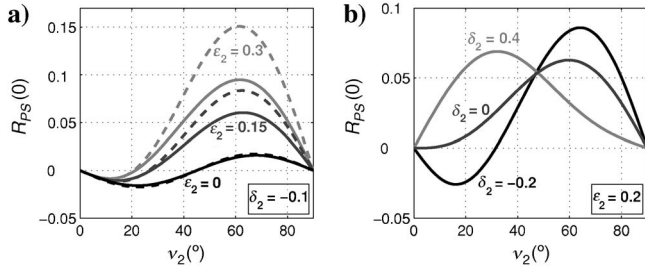 a)
0.15
0.1
0.05
0
−0.05
R_PS(0)
ε₂ = 0.3
ε₂ = 0.15
ε₂ = 0
δ₂ = −0.1
0 20 40 60 80
ν₂(º)
b)
0.1
0.05
0
−0.05
R_PS(0)
δ₂ = 0.4
δ₂ = 0
δ₂ = −0.2
ε₂ = 0.2
0 20 40 60 80
ν₂(º)